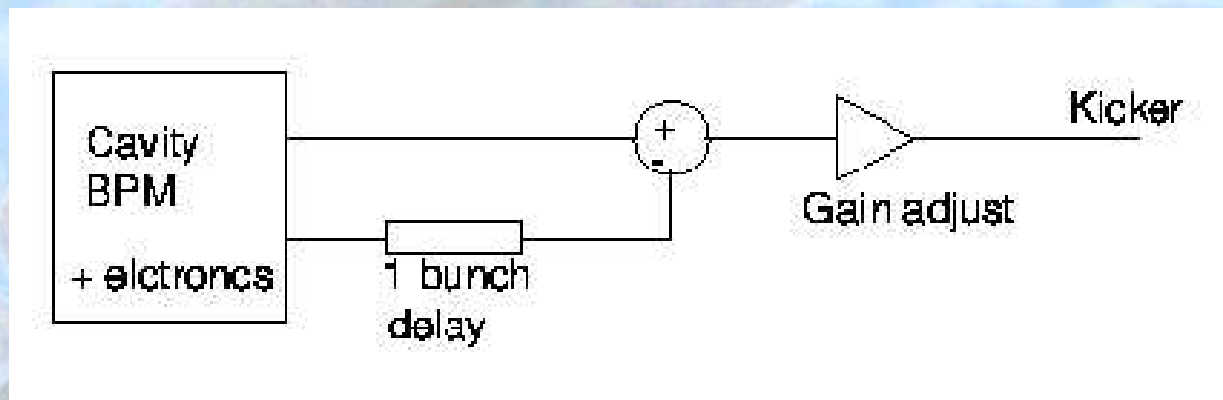 Cavity
BPM
+ elctroncs
1 bunch
delay
+
-
Gain adjust
Kicker